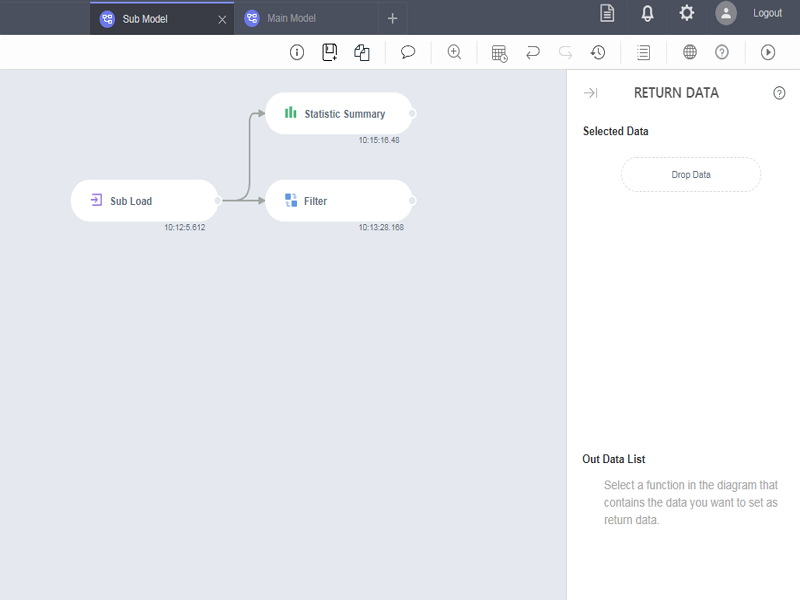 Sub Model
Main Model
Logout
RETURN DATA
Selected Data
Drop Data
Statistic Summary
10:15:16.48
Sub Load
10:12:5.612
Filter
10:13:28.168
Out Data List
Select a function in the diagram that
contains the data you want to set as
return data.